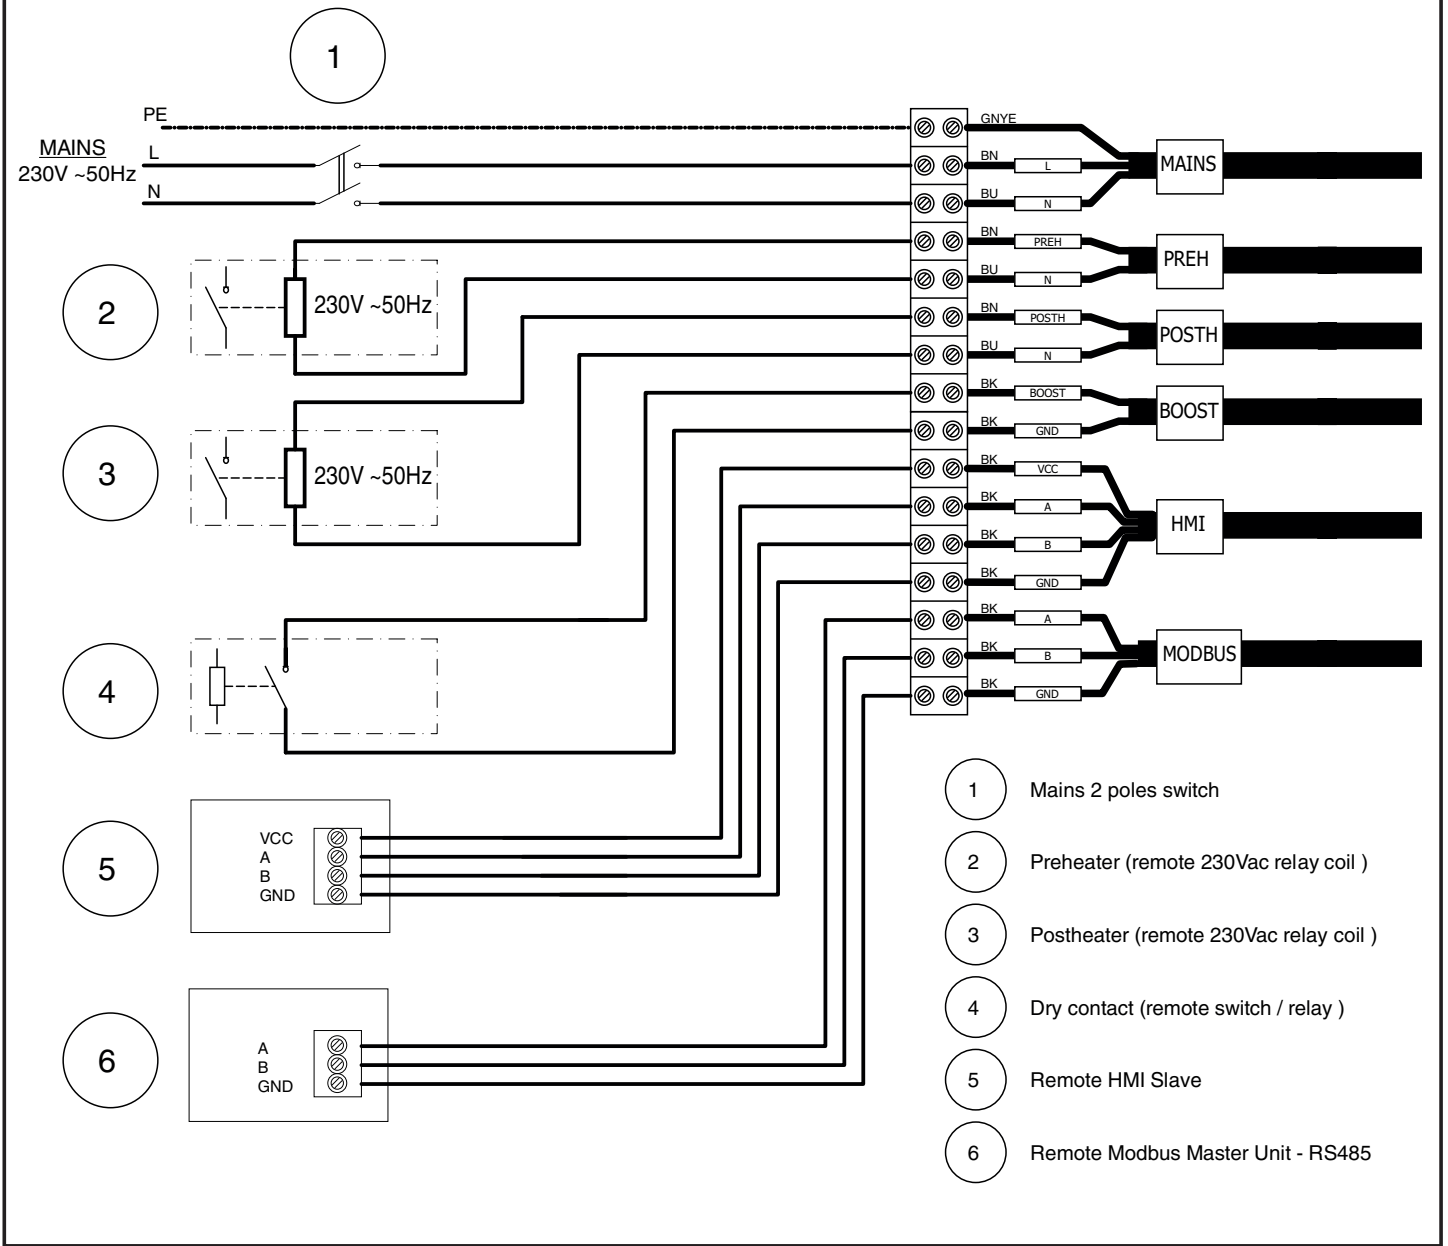 1
PE
MAINS
230V ~50Hz
L
N
GNYE
BN L
BU N
MAINS
BN PREH
BU N
PREH
2
230V ~50Hz
BN POSTH
BU N
POSTH
BK BOOST
BK GND
BOOST
3
230V ~50Hz
BK VCC
BK A
BK B
BK GND
HMI
BK A
BK B
BK GND
MODBUS
4
5
VCC
A
B
GND
6
A
B
GND
1 Mains 2 poles switch
2 Preheater (remote 230Vac relay coil )
3 Postheater (remote 230Vac relay coil )
4 Dry contact (remote switch / relay )
5 Remote HMI Slave
6 Remote Modbus Master Unit - RS485